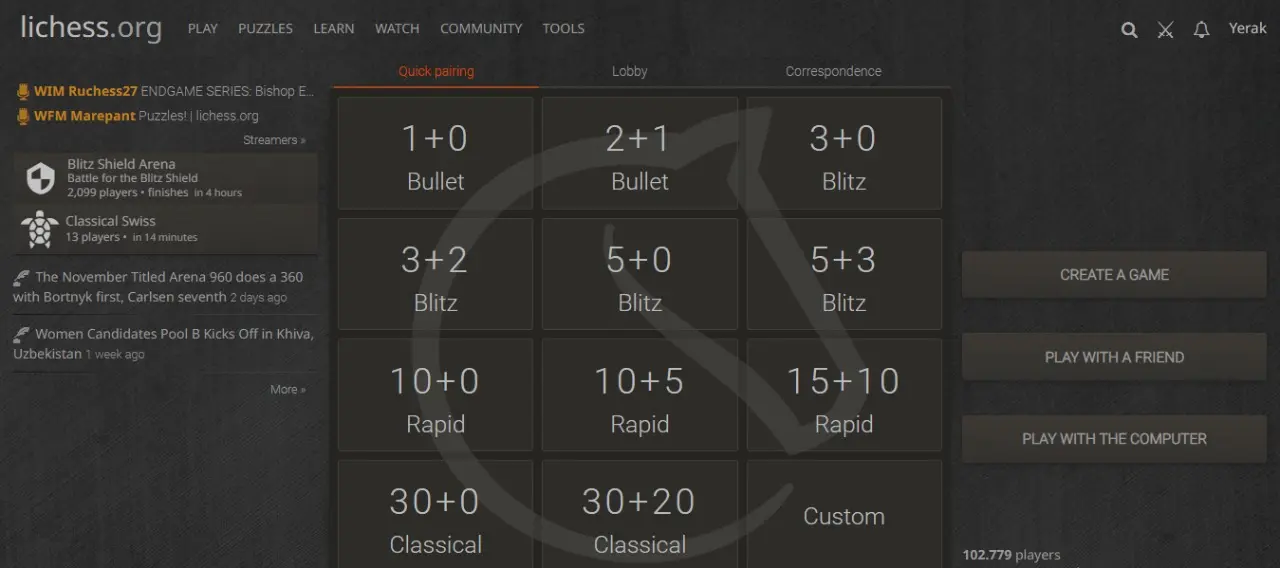 lichess.org PLAY PUZZLES LEARN WATCH COMMUNITY TOOLS Yerak
WIM Ruchess27 ENDGAME SERIES: Bishop E...
WFM Marepant Puzzles! | lichess.org
Streamers »
Blitz Shield Arena
Battle for the Blitz Shield
2,099 players • finishes in 4 hours
Classical Swiss
13 players • in 14 minutes
The November Titled Arena 960 does a 360
with Bortnyk first, Carlsen seventh 2 days ago
Women Candidates Pool B Kicks Off in Khiva,
Uzbekistan 1 week ago
More »
Quick pairing Lobby Correspondence
1+0 2+1 3+0
Bullet Bullet Blitz
3+2 5+0 5+3
Blitz Blitz Blitz
10+0 10+5 15+10
Rapid Rapid Rapid
30+0 30+20 Custom
Classical Classical
CREATE A GAME
PLAY WITH A FRIEND
PLAY WITH THE COMPUTER
102.779 players